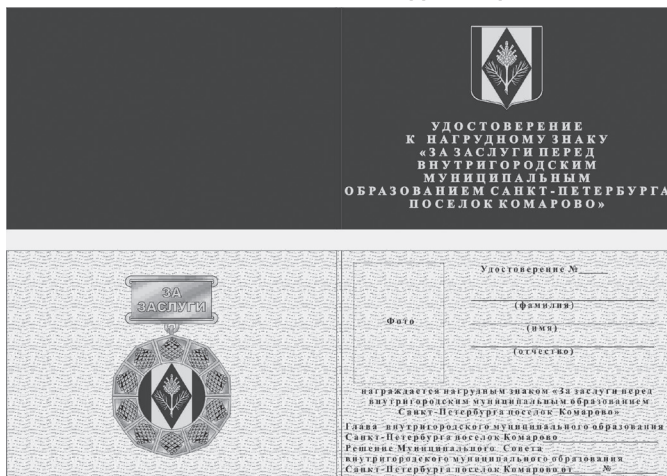 УДОСТОВЕРЕНИЕ
К НАГРУДНОМУ ЗНАКУ
«ЗА ЗАСЛУГИ ПЕРЕД
ВНУТРИГОРОДСКИМ
МУНИЦИПАЛЬНЫМ
ОБРАЗОВАНИЕМ САНКТ-ПЕТЕРБУРГА
ПОСЕЛОК КОМАРОВО»
ЗА
ЗАСЛУГИ
Удостоверение №_____
(фамилия)
Фото
(имя)
(отчество)
награждается нагрудным знаком «За заслуги перед
внутригородским муниципальным образованием
Санкт-Петербурга поселок Комарово»
Глава внутригородского муниципального образования
Санкт-Петербурга поселок Комарово
Решение Муниципального Совета
внутригородского муниципального образования
Санкт-Петербурга поселок Комарово от №